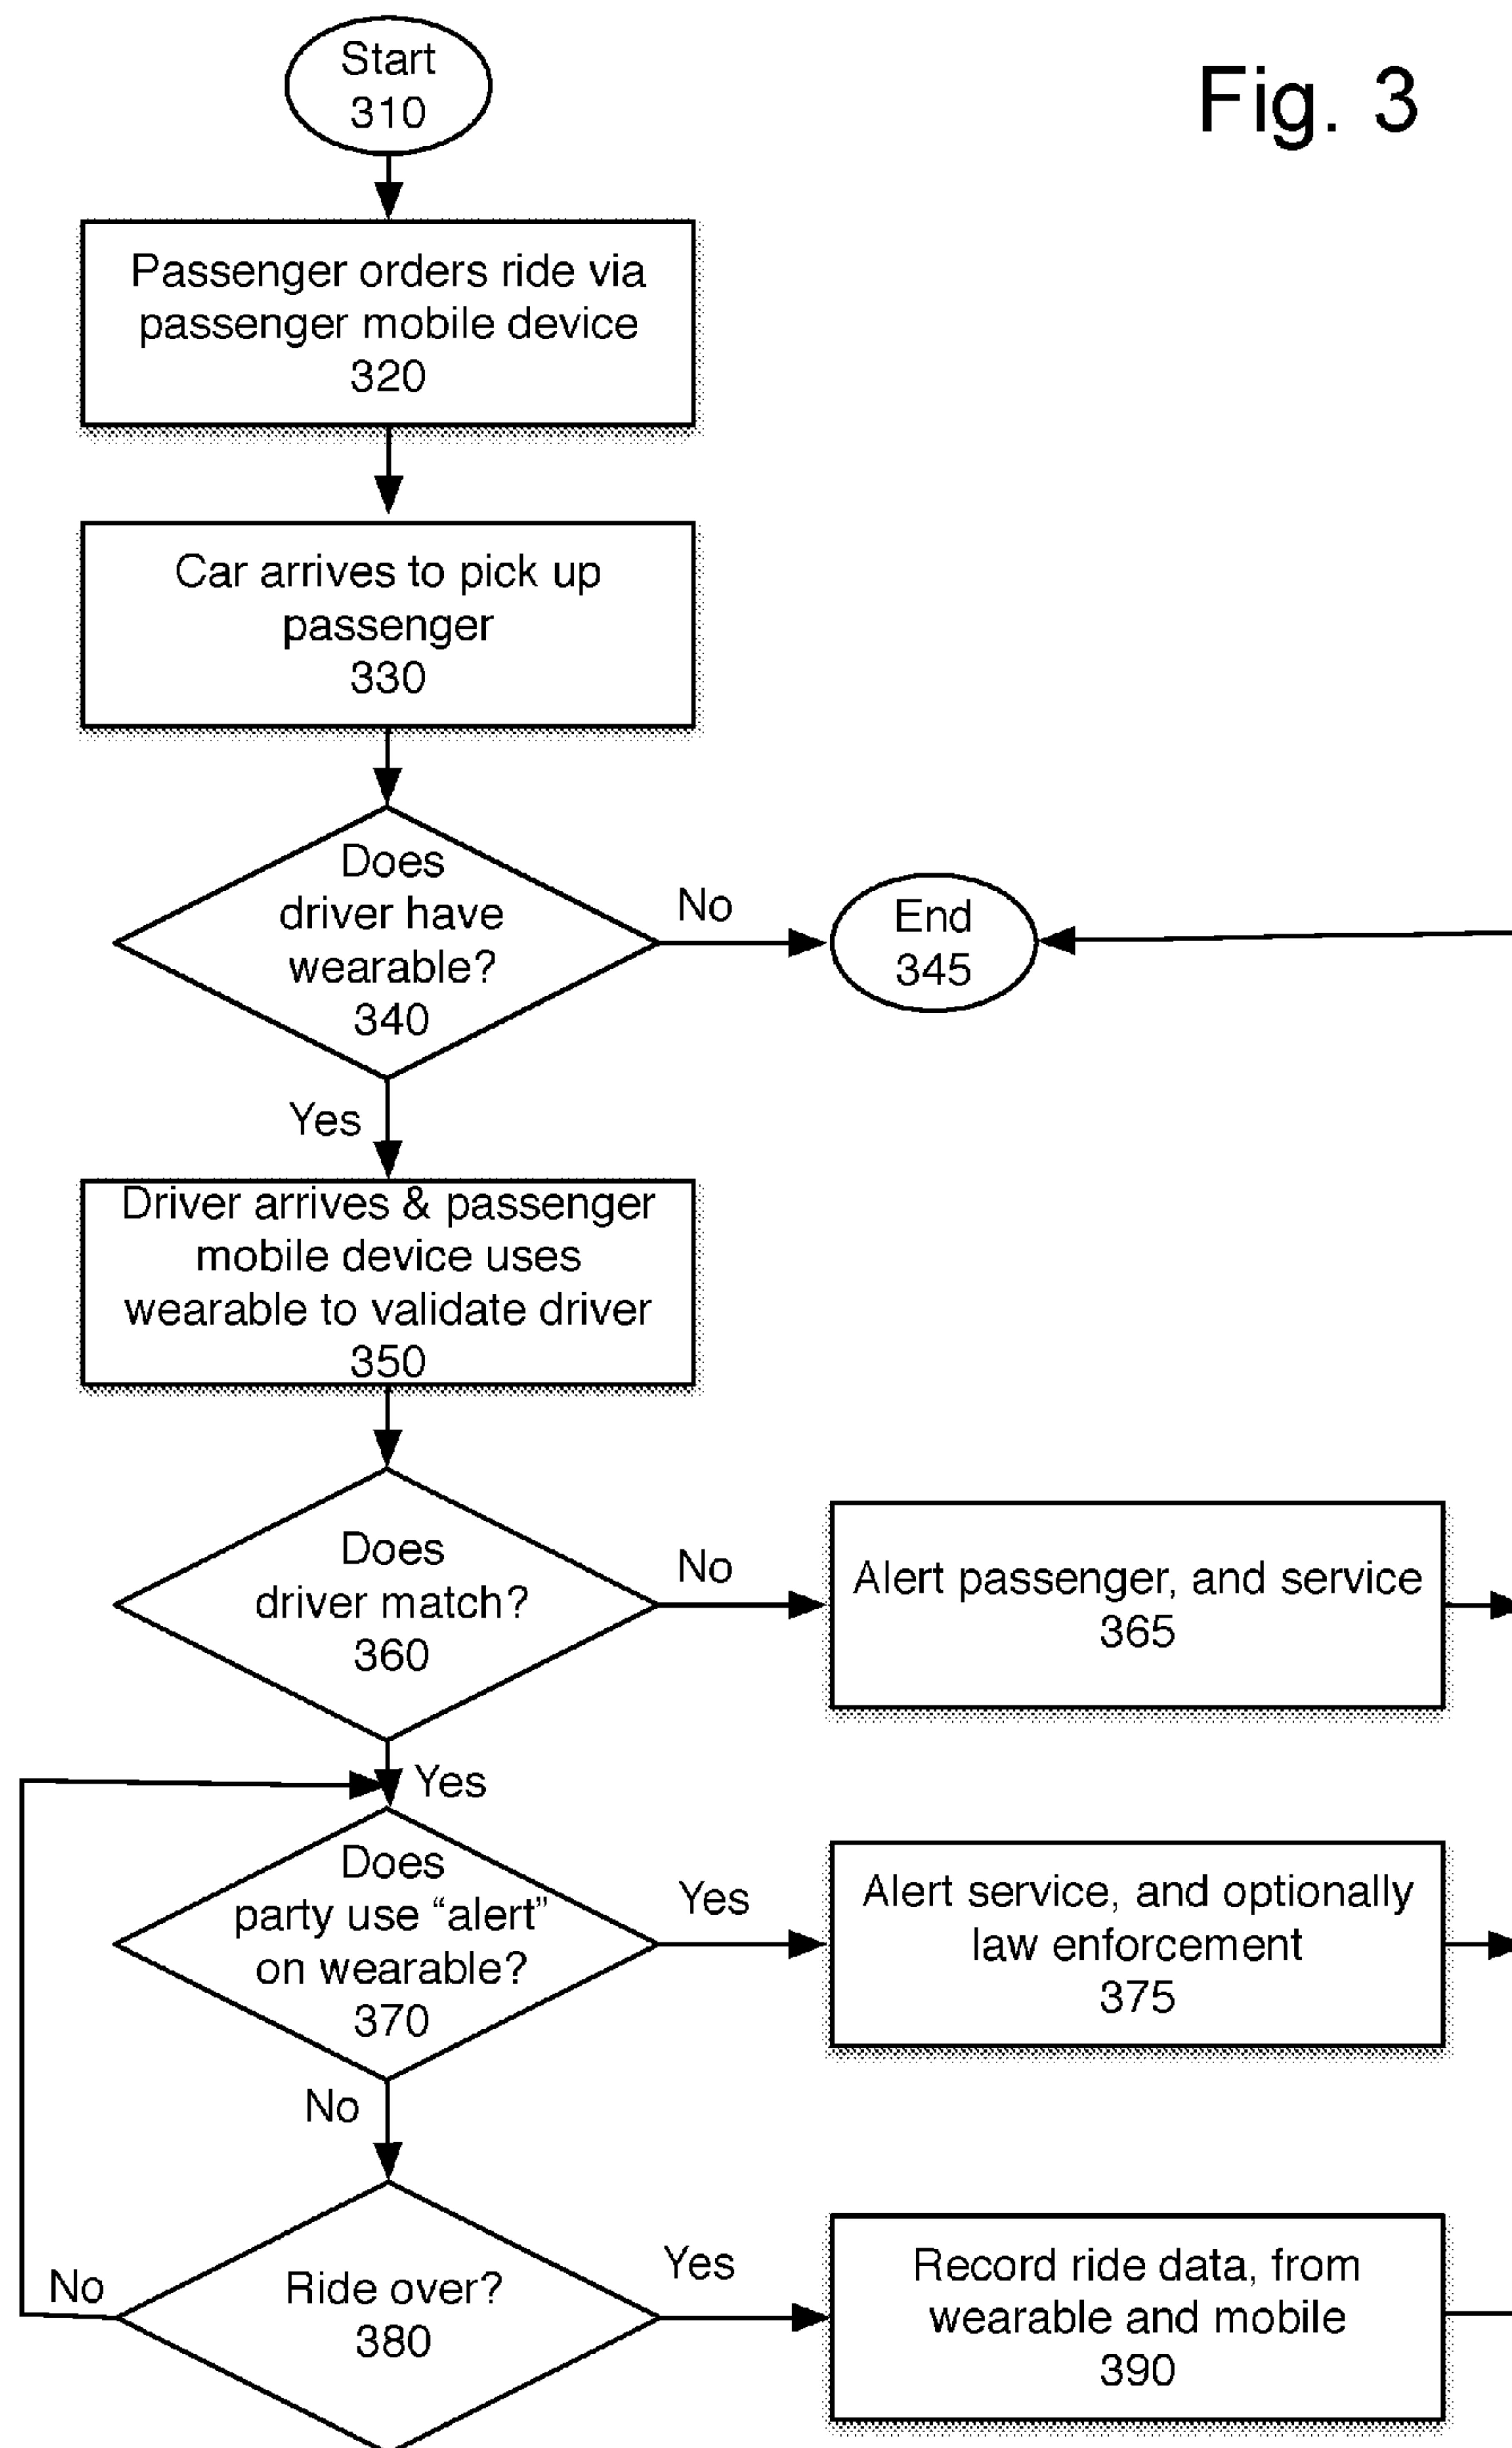 Fig. 3
Start
310
Passenger orders ride via
passenger mobile device
320
Car arrives to pick up
passenger
330
Does
driver have
wearable?
340
No
End
345
Yes
Driver arrives & passenger
mobile device uses
wearable to validate driver
350
Does
driver match?
360
No
Alert passenger, and service
365
Yes
Does
party use “alert”
on wearable?
370
Yes
Alert service, and optionally
law enforcement
375
No
Ride over?
380
No
Yes
Record ride data, from
wearable and mobile
390